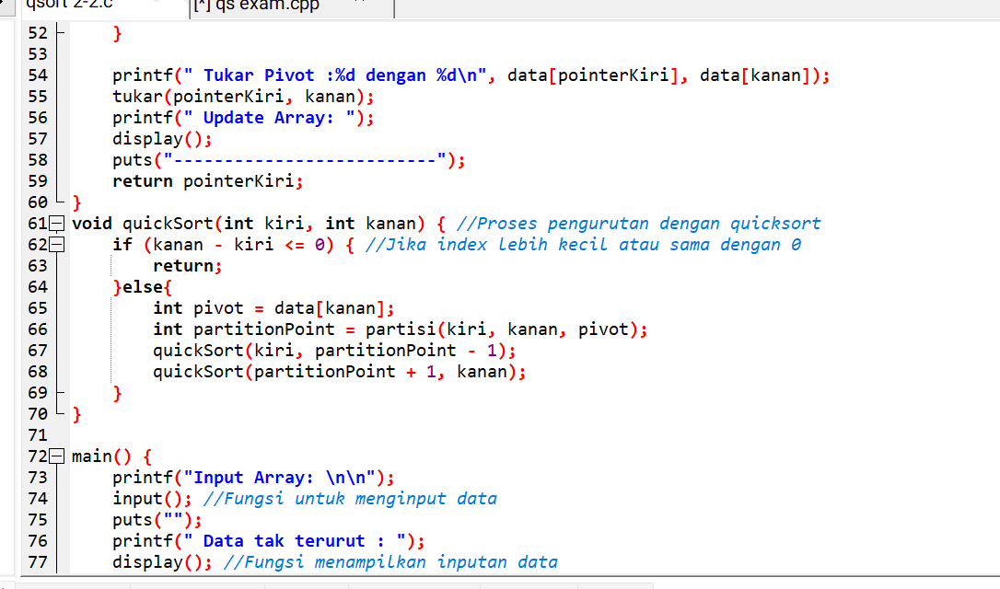 qsort 2-2.c [*] qs exam.cpp
52 }
53
54 printf(" Tukar Pivot :%d dengan %d\n", data[pointerKiri], data[kanan]);
55 tukar(pointerKiri, kanan);
56 printf(" Update Array: ");
57 display();
58 puts("--------------------------");
59 return pointerKiri;
60 }
61 void quickSort(int kiri, int kanan) { //Proses pengurutan dengan quicksort
62 if (kanan - kiri <= 0) { //Jika index lebih kecil atau sama dengan 0
63 return;
64 }else{
65 int pivot = data[kanan];
66 int partitionPoint = partisi(kiri, kanan, pivot);
67 quickSort(kiri, partitionPoint - 1);
68 quickSort(partitionPoint + 1, kanan);
69 }
70 }
71
72 main() {
73 printf("Input Array: \n\n");
74 input(); //Fungsi untuk menginput data
75 puts("");
76 printf(" Data tak terurut : ");
77 display(); //Fungsi menampilkan inputan data